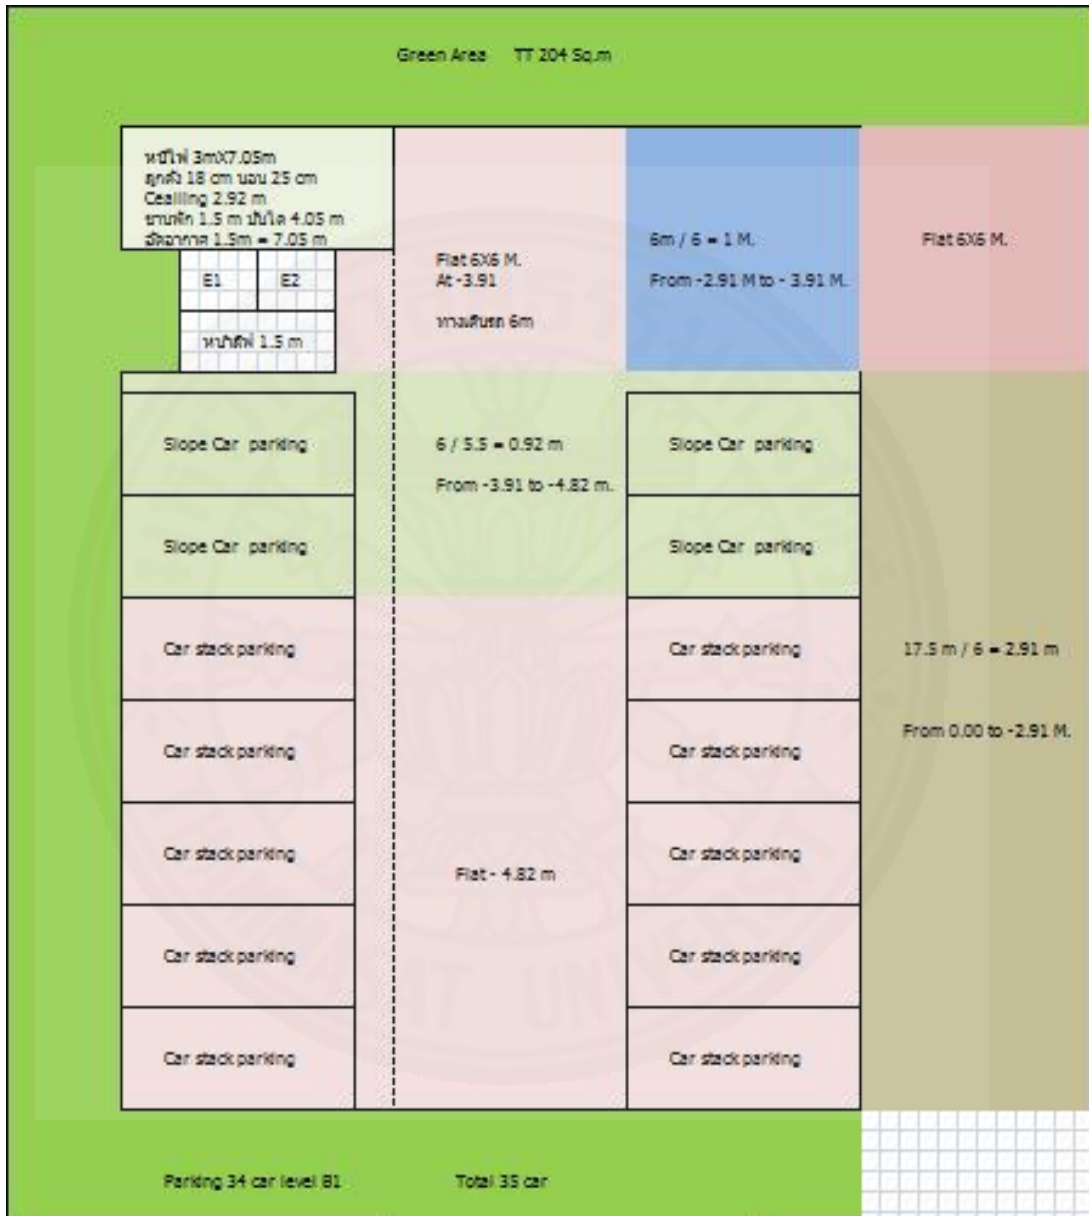 Green Area TT 204 Sq.m
หนีไฟ 3mX7.05m
ลูกตั้ง 18 cm นอน 25 cm
Ceailing 2.92 m
ชานพัก 1.5 m บันได 4.05 m
อัดอากาศ 1.5m = 7.05 m
E1
E2
หน้าลิฟ 1.5 m
Flat 6X6 M.
At -3.91
ทางเดินรถ 6m
6m / 6 = 1 M.
From -2.91 M to - 3.91 M.
Flat 6X6 M.
Slope Car parking
6 / 5.5 = 0.92 m
Slope Car parking
From -3.91 to -4.82 m.
Slope Car parking
Slope Car parking
Car stack parking
Car stack parking
17.5 m / 6 = 2.91 m
From 0.00 to -2.91 M.
Car stack parking
Car stack parking
Car stack parking
Flat - 4.82 m
Car stack parking
Car stack parking
Car stack parking
Car stack parking
Car stack parking
Parking 34 car level B1
Total 35 car